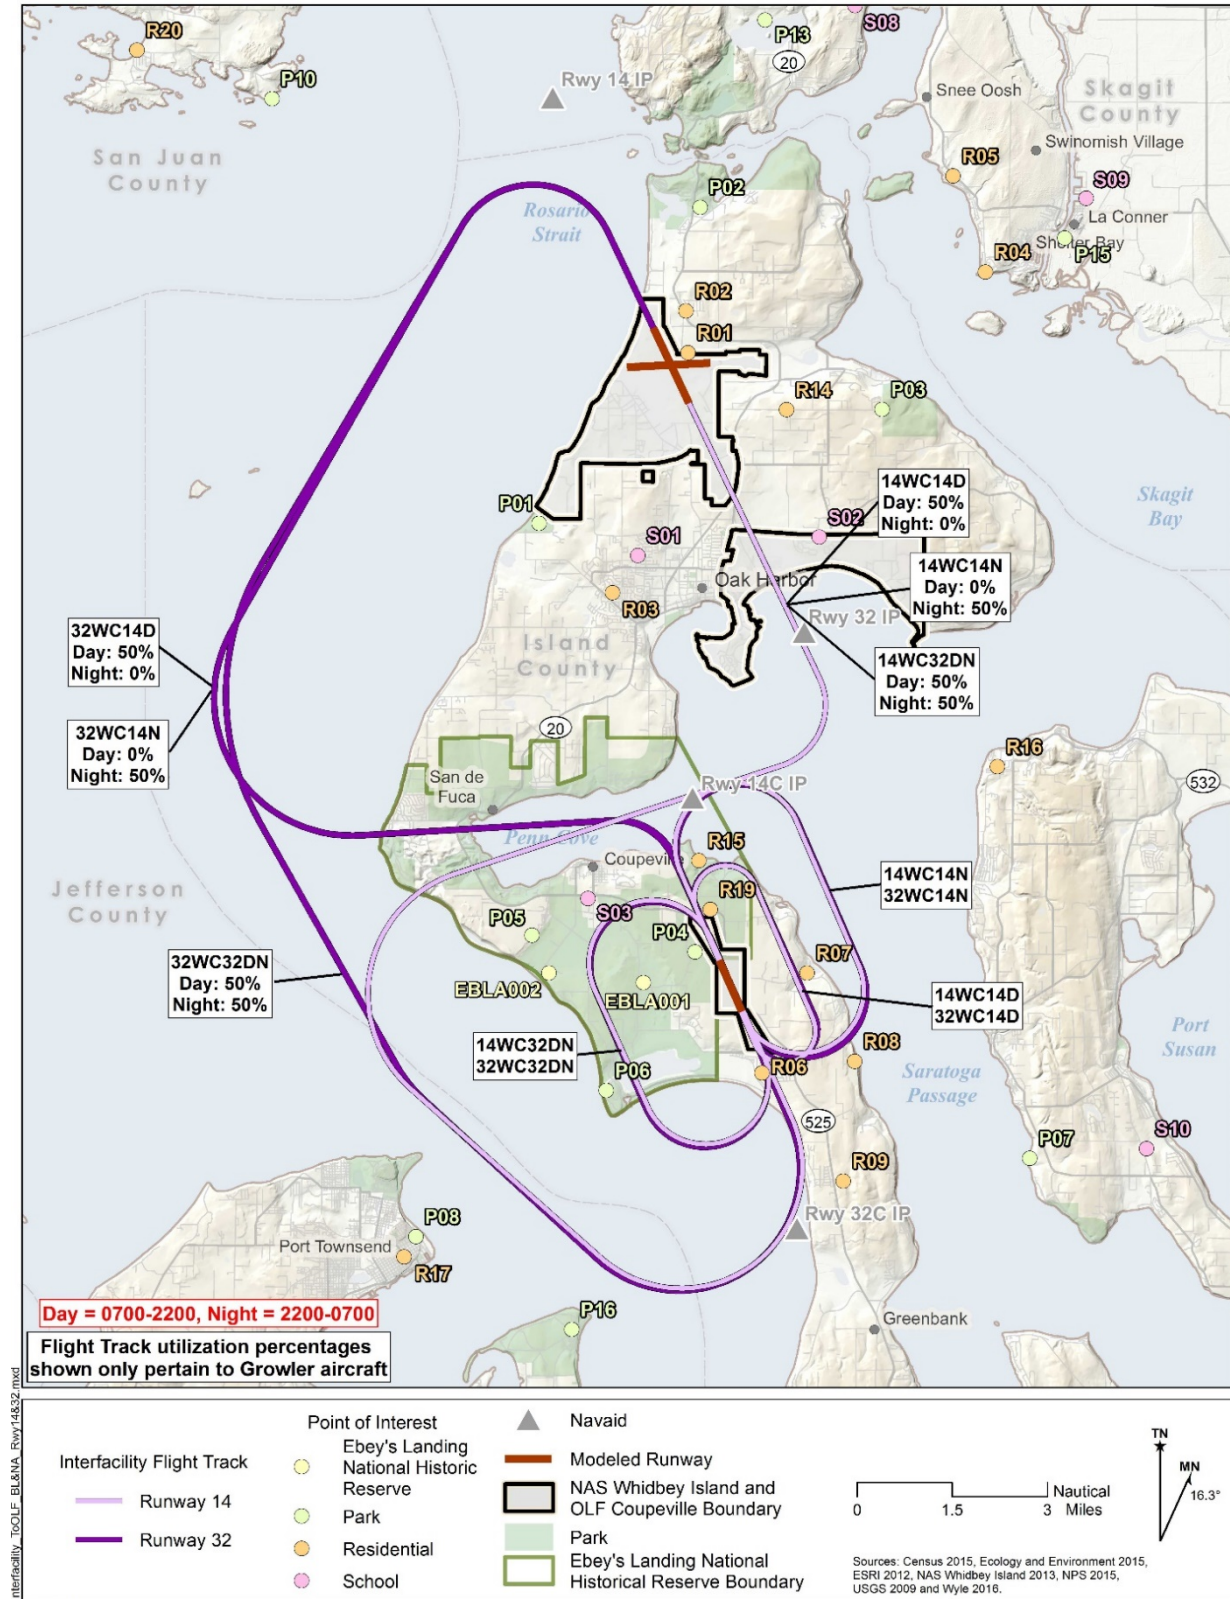 R20
P10
Rwy 14 IP
P13
20
S08
Snee Oosh
Skagit
County
Swinomish Village
San Juan
County
R05
S09
La Conner
Shelter Bay
P15
R04
P02
Rosario
Strait
R02
R01
R14
P03
P01
S01
S02
14WC14D
Day: 50%
Night: 0%
Skagit
Bay
Oak Harbor
R03
14WC14N
Day: 0%
Night: 50%
Rwy 32 IP
Island
County
32WC14D
Day: 50%
Night: 0%
14WC32DN
Day: 50%
Night: 50%
32WC14N
Day: 0%
Night: 50%
20
San de
Fuca
Rwy 14C IP
R16
532
Penn Cove
Coupeville
R15
Jefferson
County
S03
R19
14WC14N
32WC14N
P05
P04
R07
EBLA002
EBLA001
32WC32DN
Day: 50%
Night: 50%
14WC14D
32WC14D
14WC32DN
32WC32DN
P06
R06
R08
Saratoga
Passage
Port
Susan
525
P07
S10
R09
Rwy 32C IP
P08
Port Townsend
R17
P16
Greenbank
Day = 0700-2200, Night = 2200-0700
Flight Track utilization percentages
shown only pertain to Growler aircraft
nterfacility_ToOLF_BL&NA_Rwy14&32.mxd
Interfacility Flight Track
Runway 14
Runway 32
Point of Interest
Ebey's Landing
National Historic
Reserve
Park
Residential
School
Navaid
Modeled Runway
NAS Whidbey Island and
OLF Coupeville Boundary
Park
Ebey's Landing National
Historical Reserve Boundary
0 1.5 3
Nautical
Miles
TN
MN
16.3°
Sources: Census 2015, Ecology and Environment 2015,
ESRI 2012, NAS Whidbey Island 2013, NPS 2015,
USGS 2009 and Wyle 2016.